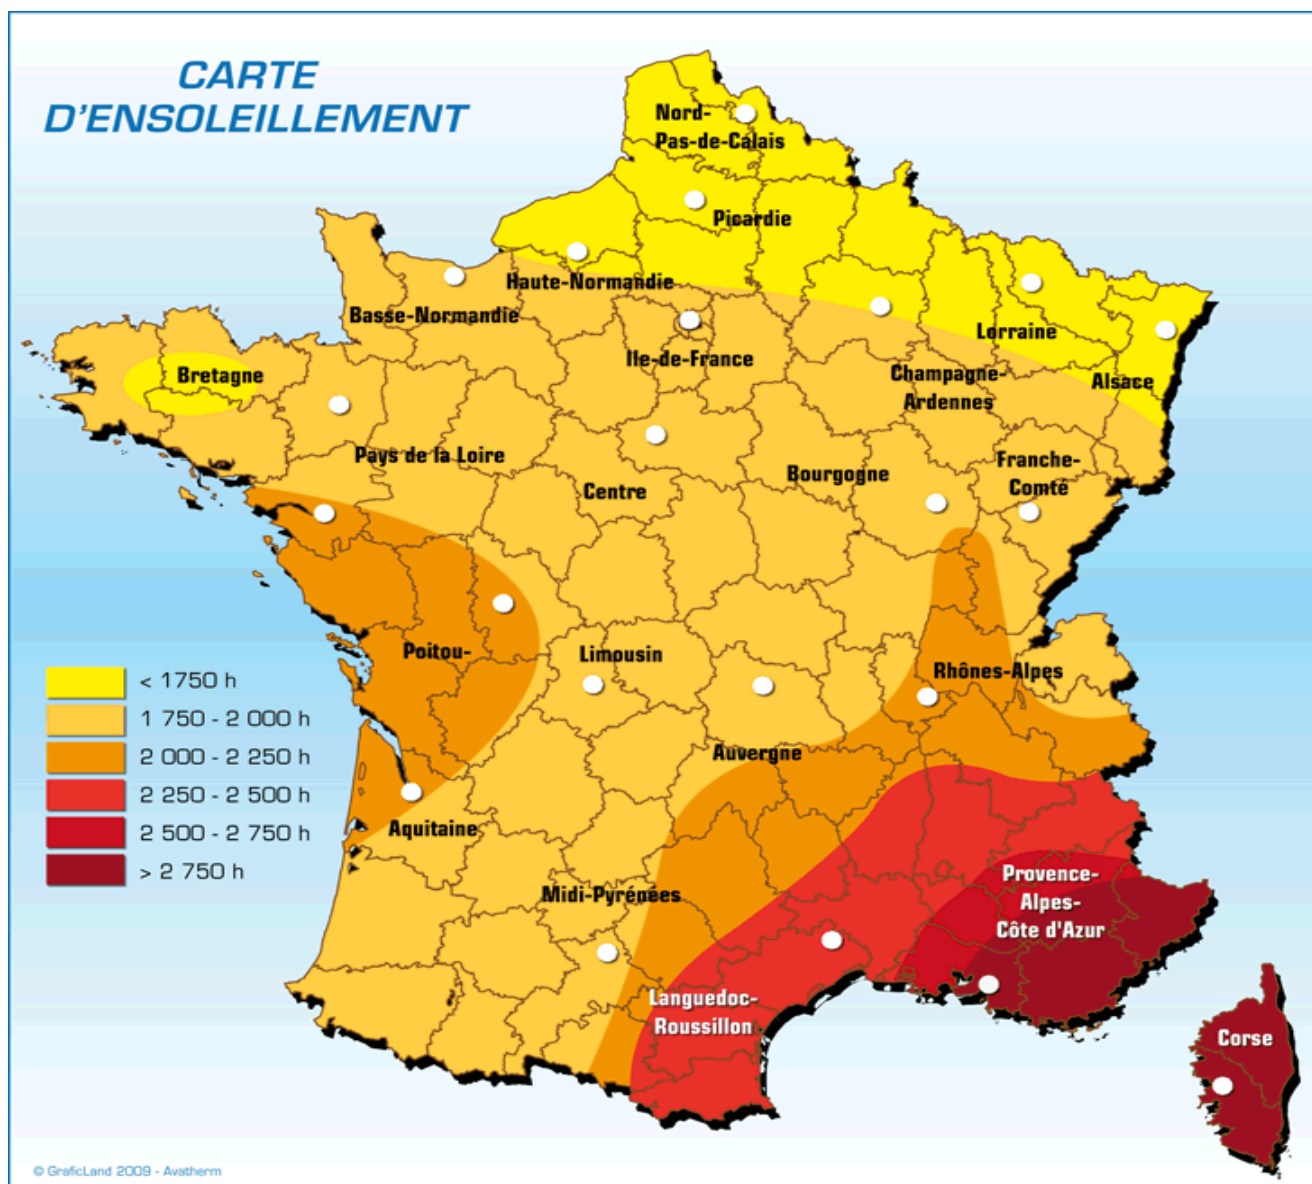 CARTE
D'ENSOLEILLEMENT
Nord-
Pas-de-Calais
Picardie
Haute-Normandie
Basse-Normandie
Ile-de-France
Lorraine
Champagne-
Ardennes
Alsace
Bretagne
Pays de la Loire
Centre
Bourgogne
Franche-
Comté
Poitou-
Limousin
Rhônes-Alpes
Auvergne
Aquitaine
Midi-Pyrénées
Provence-
Alpes-
Côte d'Azur
Languedoc-
Roussillon
Corse
< 1750 h
1 750 - 2 000 h
2 000 - 2 250 h
2 250 - 2 500 h
2 500 - 2 750 h
> 2 750 h
© GraficLand 2009 - Avatherm